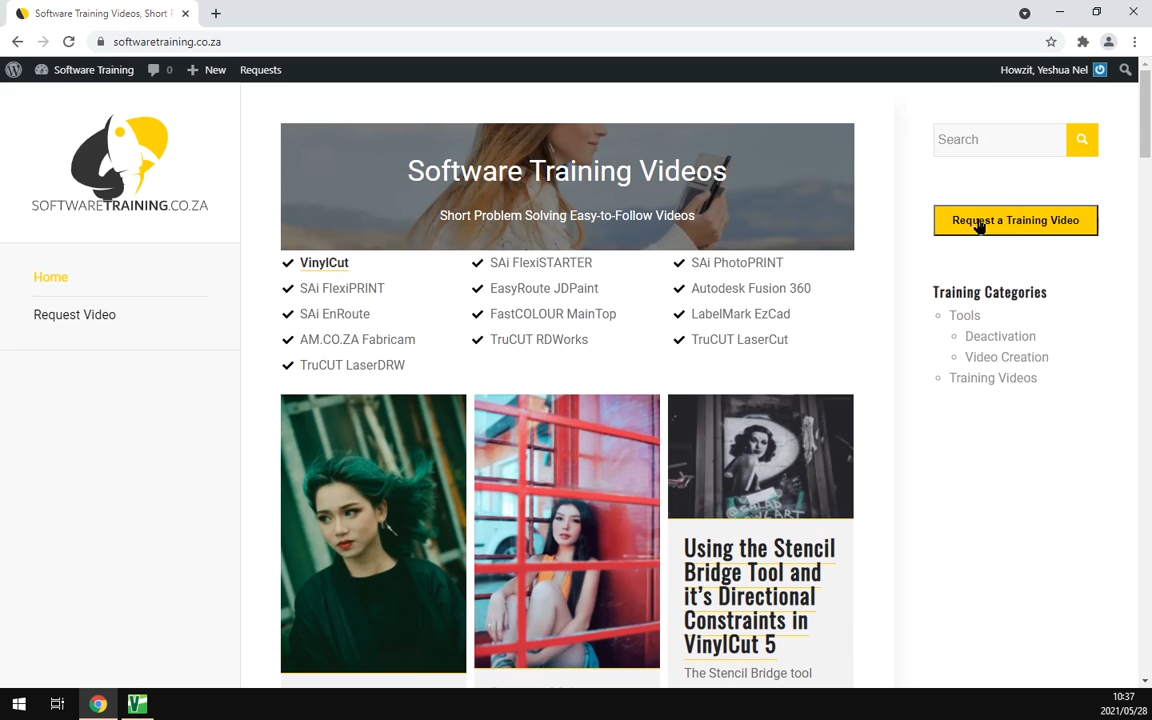 Software Training Videos, Short
softwaretraining.co.za
Software Training
0
New
Requests
Howzit, Yeshua Nel
SOFTWARETRAINING.CO.ZA
Home
Request Video
Software Training Videos
Short Problem Solving Easy-to-Follow Videos
VinylCut
SAi FlexiSTARTER
SAi PhotoPRINT
SAi FlexiPRINT
EasyRoute JDPaint
Autodesk Fusion 360
SAi EnRoute
FastCOLOUR MainTop
LabelMark EzCad
AM.CO.ZA Fabricam
TruCUT RDWorks
TruCUT LaserCut
TruCUT LaserDRW
Using the Stencil
Bridge Tool and
it's Directional
Constraints in
VinylCut 5
The Stencil Bridge tool
Search
Request a Training Video
Training Categories
Tools
Deactivation
Video Creation
Training Videos
10:37
2021/05/28